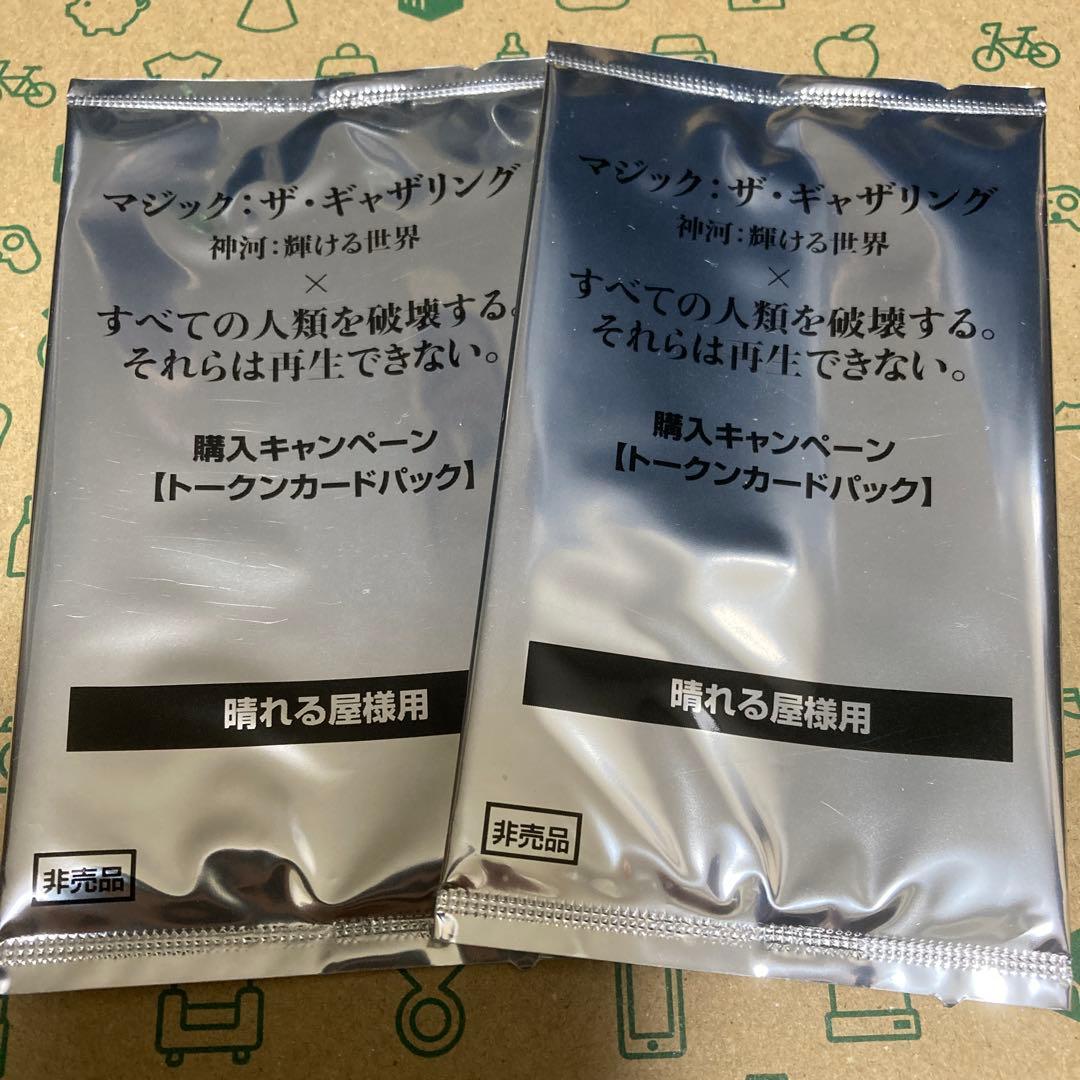 マジック：ザ・ギャザリング
神河：輝ける世界
×
すべての人類を破壊する。
それらは再生できない。
購入キャンペーン
【トークンカードパック】
晴れる屋様用
非売品
マジック：ザ・ギャザリング
神河：輝ける世界
×
すべての人類を破壊する。
それらは再生できない。
購入キャンペーン
【トークンカードパック】
晴れる屋様用
非売品